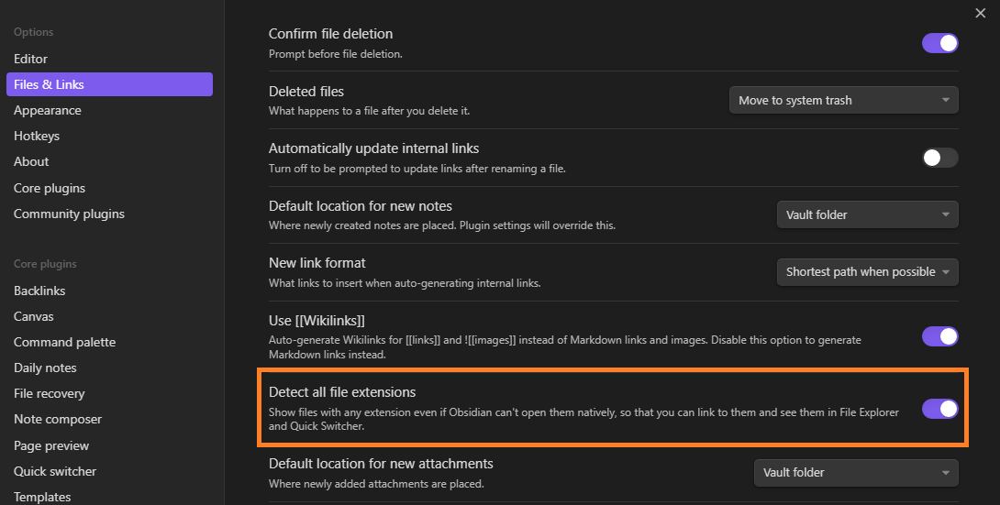 Options
Editor
Files & Links
Appearance
Hotkeys
About
Core plugins
Community plugins
Core plugins
Backlinks
Canvas
Command palette
Daily notes
File recovery
Note composer
Page preview
Quick switcher
Templates
Confirm file deletion
Prompt before file deletion.
Deleted files
What happens to a file after you delete it.
Move to system trash
Automatically update internal links
Turn off to be prompted to update links after renaming a file.
Default location for new notes
Where newly created notes are placed. Plugin settings will override this.
Vault folder
New link format
What links to insert when auto-generating internal links.
Shortest path when possible
Use [[Wikilinks]]
Auto-generate Wikilinks for [[links]] and ![[images]] instead of Markdown links and images. Disable this option to generate
Markdown links instead.
Detect all file extensions
Show files with any extension even if Obsidian can't open them natively, so that you can link to them and see them in File Explorer
and Quick Switcher.
Default location for new attachments
Where newly added attachments are placed.
Vault folder